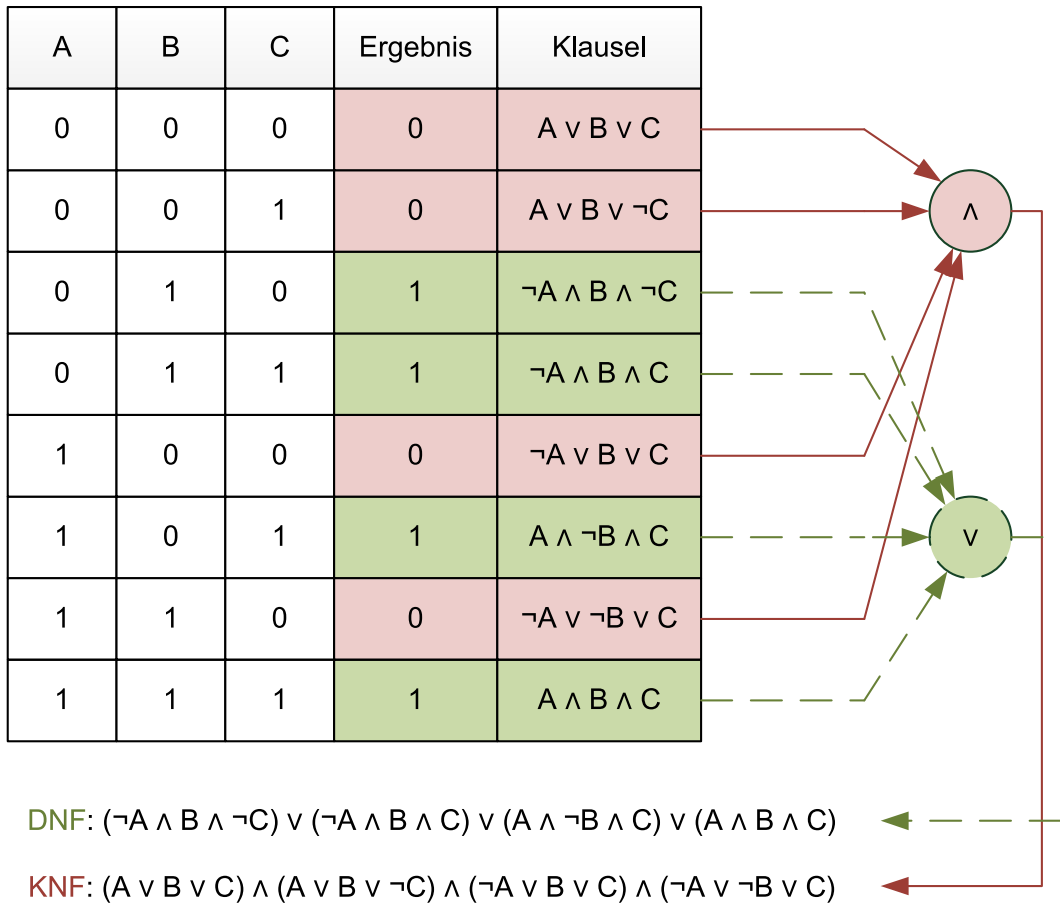 A B C Ergebnis Klausel
0 0 0 0 A ∨ B ∨ C
0 0 1 0 A ∨ B ∨ ¬C
0 1 0 1 ¬A ∧ B ∧ ¬C
0 1 1 1 ¬A ∧ B ∧ C
1 0 0 0 ¬A ∨ B ∨ C
1 0 1 1 A ∧ ¬B ∧ C
1 1 0 0 ¬A ∨ ¬B ∨ C
1 1 1 1 A ∧ B ∧ C
∧
∨
DNF: (¬A ∧ B ∧ ¬C) ∨ (¬A ∧ B ∧ C) ∨ (A ∧ ¬B ∧ C) ∨ (A ∧ B ∧ C)
KNF: (A ∨ B ∨ C) ∧ (A ∨ B ∨ ¬C) ∧ (¬A ∨ B ∨ C) ∧ (¬A ∨ ¬B ∨ C)